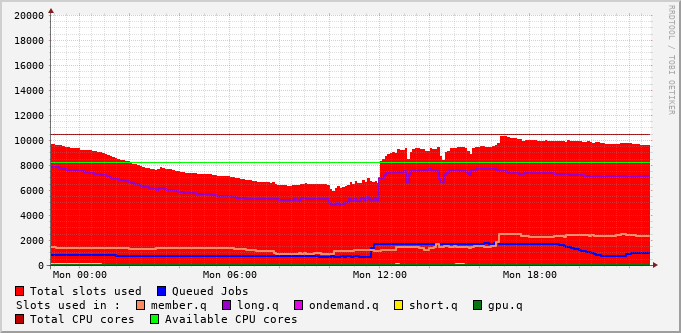 20000
18000
16000
14000
12000
10000
8000
6000
4000
2000
0
Mon 00:00 Mon 06:00 Mon 12:00 Mon 18:00
RRDTOOL / TOBI OETIKER
Total slots used Queued Jobs
Slots used in : member.q long.q ondemand.q short.q gpu.q
Total CPU cores Available CPU cores